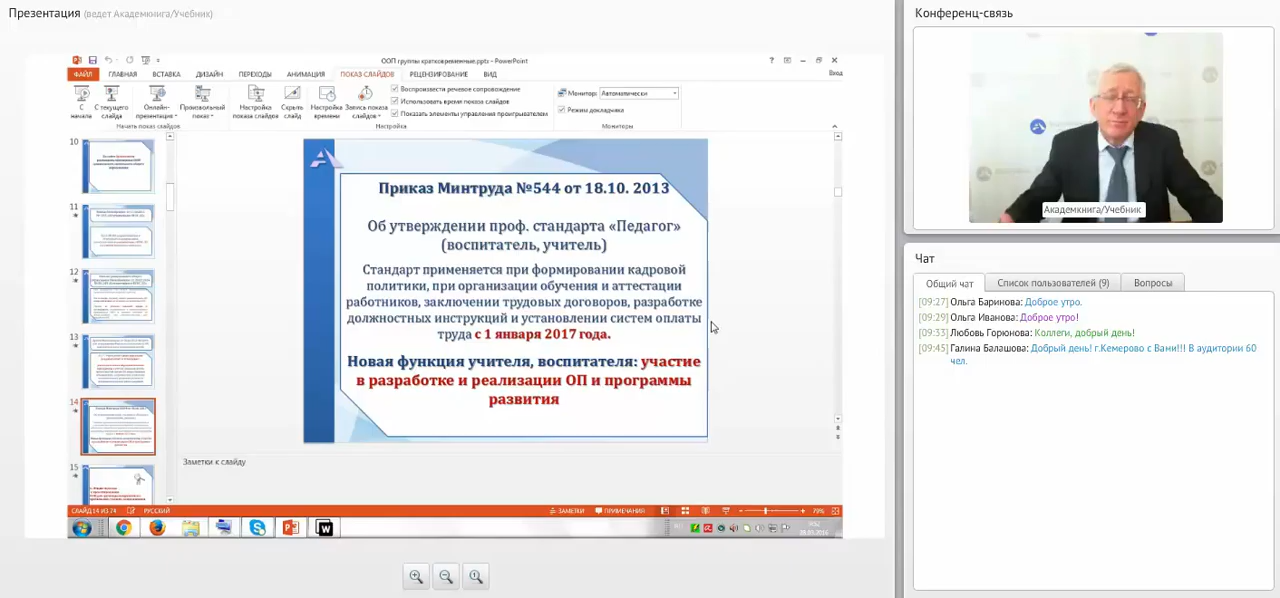 Презентация (ведет Академкнига/Учебник)
ООП группы кратковременные.pptx - PowerPoint
ФАЙЛ ГЛАВНАЯ ВСТАВКА ДИЗАЙН ПЕРЕХОДЫ АНИМАЦИЯ ПОКАЗ СЛАЙДОВ РЕЦЕНЗИРОВАНИЕ ВИД
Вход
С начала
С текущего слайда
Онлайн-презентация
Произвольный показ
Настройка показа слайдов
Скрыть слайд
Настройка времени
Запись показа слайдов
Воспроизвести речевое сопровождение
Использовать время показа слайдов
Показать элементы управления проигрывателем
Монитор: Автоматически
Режим докладчика
Начать показ слайдов
Настройка
Мониторы
10
11
12
13
14
15
Приказ Минтруда №544 от 18.10. 2013
Об утверждении проф. стандарта «Педагог»
(воспитатель, учитель)
Стандарт применяется при формировании кадровой
политики, при организации обучения и аттестации
работников, заключении трудовых договоров, разработке
должностных инструкций и установлении систем оплаты
труда с 1 января 2017 года.
Новая функция учителя, воспитателя: участие
в разработке и реализации ОП и программы
развития
Заметки к слайду
СЛАЙД 14 ИЗ 74 РУССКИЙ
ЗАМЕТКИ ПРИМЕЧАНИЯ
79%
Конференц-связь
Академкнига/Учебник
Чат
Общий чат
Список пользователей (9)
Вопросы
[09:27] Ольга Баринова: Доброе утро.
[09:29] Ольга Иванова: Доброе утро!
[09:33] Любовь Горюнова: Коллеги, добрый день!
[09:45] Галина Балашова: Добрый день! г.Кемерово с Вами!!! В аудитории 60
чел.